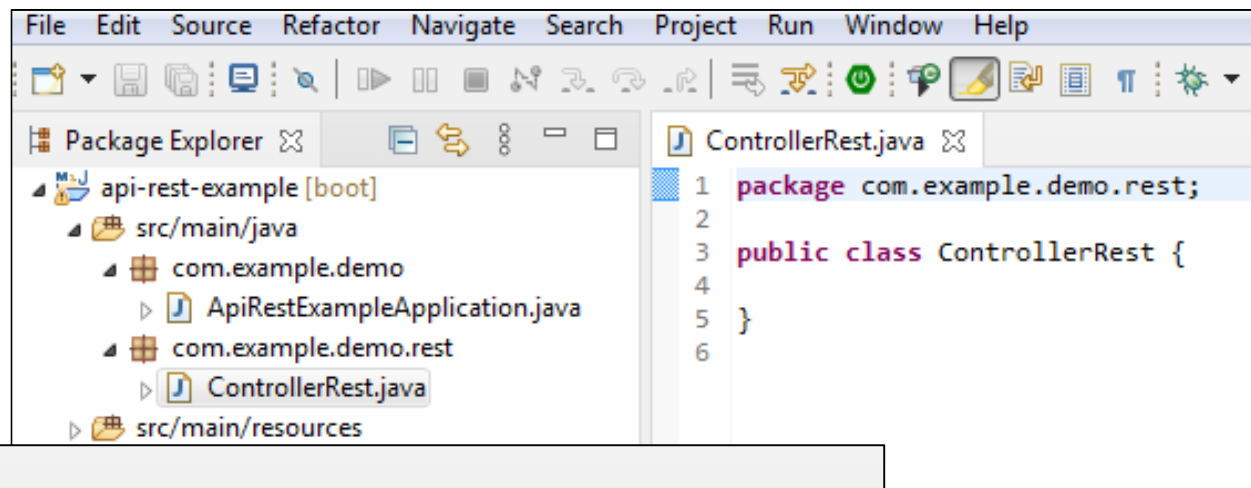 File Edit Source Refactor Navigate Search Project Run Window Help
Package Explorer
api-rest-example [boot]
src/main/java
com.example.demo
ApiRestExampleApplication.java
com.example.demo.rest
ControllerRest.java
src/main/resources
ControllerRest.java
1 package com.example.demo.rest;
2
3 public class ControllerRest {
4
5 }
6